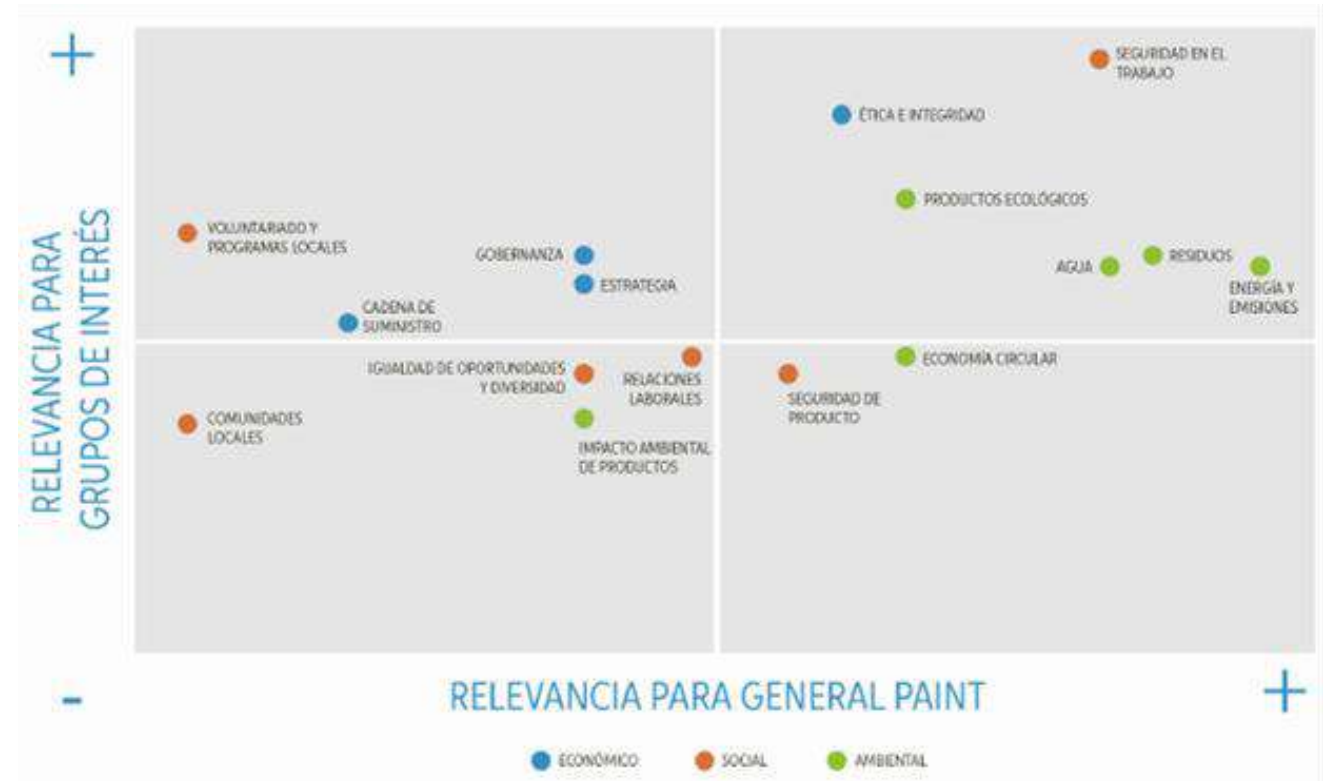 +
SEGURIDAD EN EL
TRABAJO
ÉTICA E INTEGRIDAD
PRODUCTOS ECOLÓGICOS
VOLUNTARIADO Y
PROGRAMAS LOCALES
GOBERNANZA
ESTRATEGIA
AGUA
RESIDUOS
ENERGÍA Y
EMISIONES
CADENA DE
SUMINISTRO
RELEVANCIA PARA
GRUPOS DE INTERÉS
IGUALDAD DE OPORTUNIDADES
Y DIVERSIDAD
RELACIONES
LABORALES
SEGURIDAD DE
PRODUCTO
ECONOMÍA CIRCULAR
COMUNIDADES
LOCALES
IMPACTO AMBIENTAL
DE PRODUCTOS
-
RELEVANCIA PARA GENERAL PAINT
+
ECONÓMICO
SOCIAL
AMBIENTAL